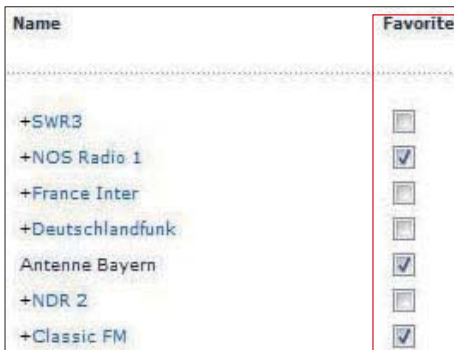 Name Favorite
+SWR3
+NOS Radio 1
+France Inter
+Deutschlandfunk
Antenne Bayern
+NDR 2
+Classic FM